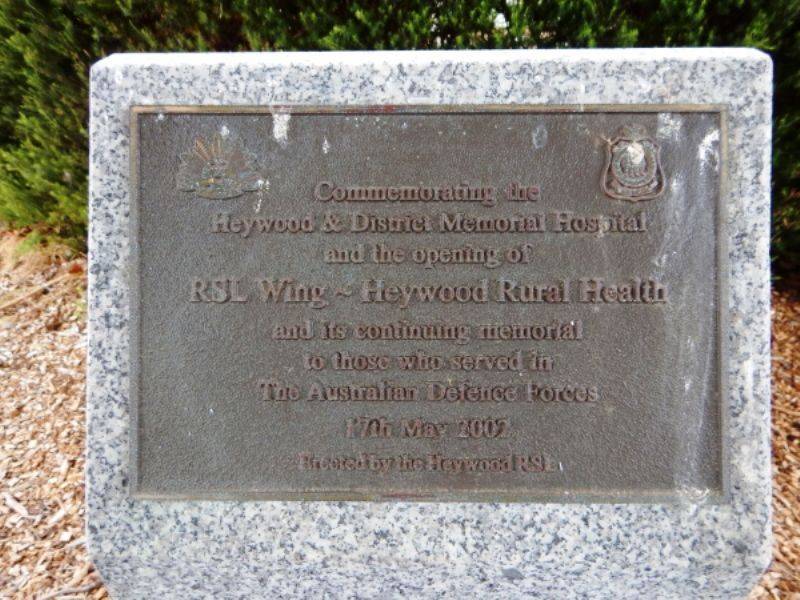 Commemorating the
Heywood & District Memorial Hospital
and the opening of
RSL Wing ~ Heywood Rural Health
and its continuing memorial
to those who served in
The Australian Defence Forces
17th May 2002
Erected by the Heywood RSL